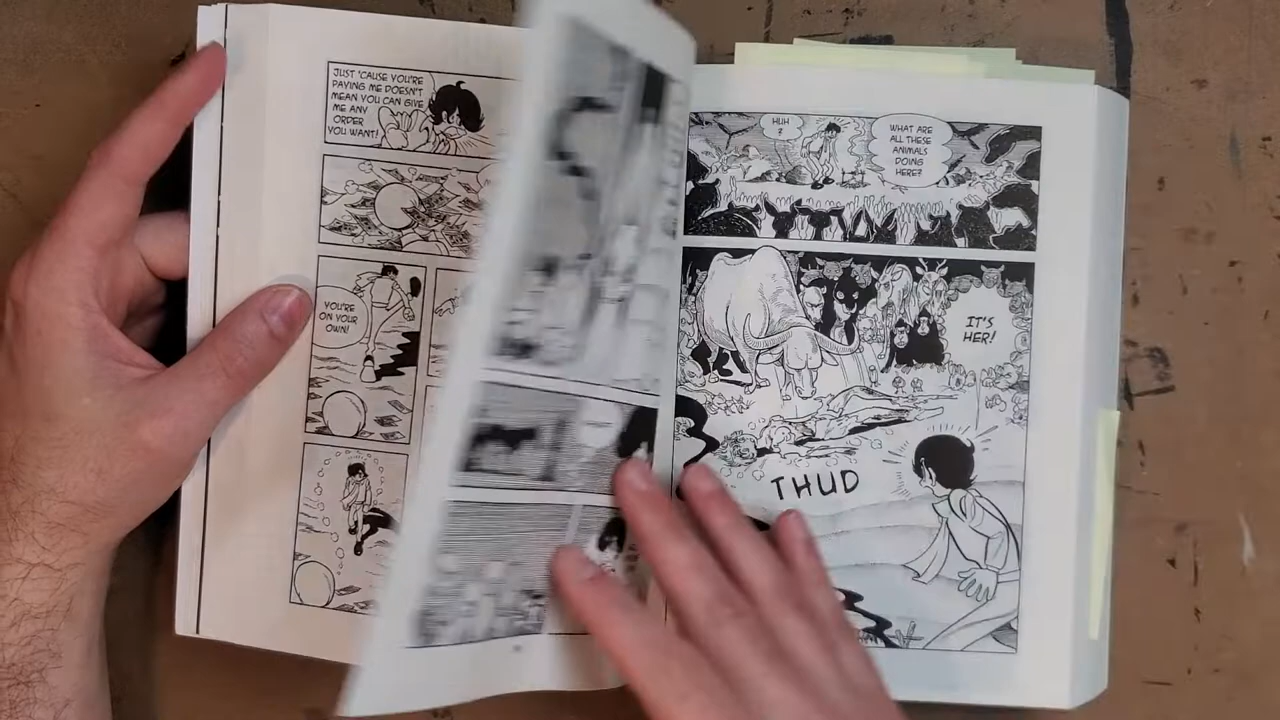 JUST 'CAUSE YOU'RE
PAYING ME DOESN'T
MEAN YOU CAN GIVE
ME ANY
ORDER
YOU WANT!
YOU'RE
ON YOUR
OWN!
HUH
?
WHAT ARE
ALL THESE
ANIMALS
DOING
HERE?
IT'S
HER!
THUD